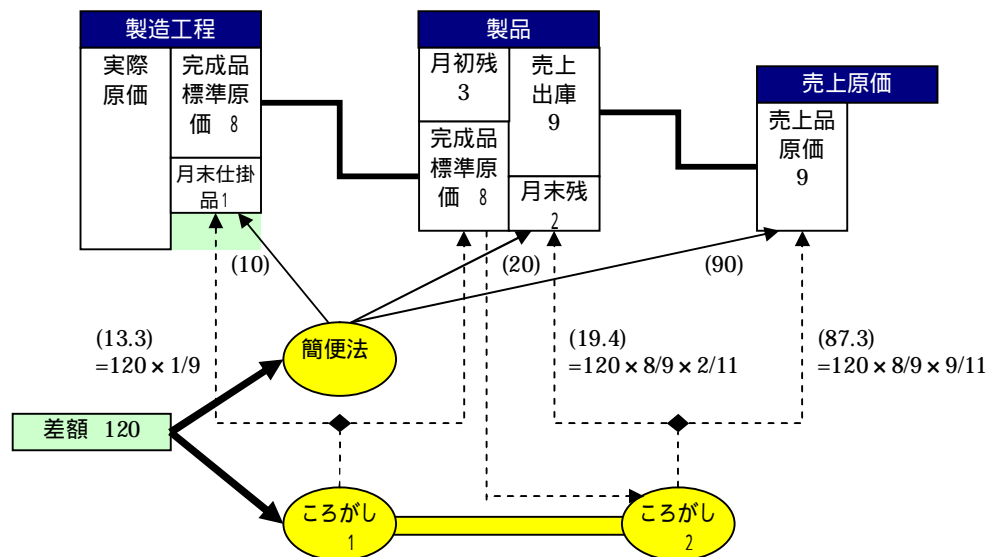 製造工程
実際
原価
完成品
標準原
価 8
月末仕掛
品1
製品
月初残
3
完成品
標準原
価 8
売上
出庫
9
月末残
2
売上原価
売上品
原価
9
(10)
(20)
(90)
(13.3)
=120×1/9
簡便法
(19.4)
=120×8/9×2/11
(87.3)
=120×8/9×9/11
差額 120
ころがし
1
ころがし
2